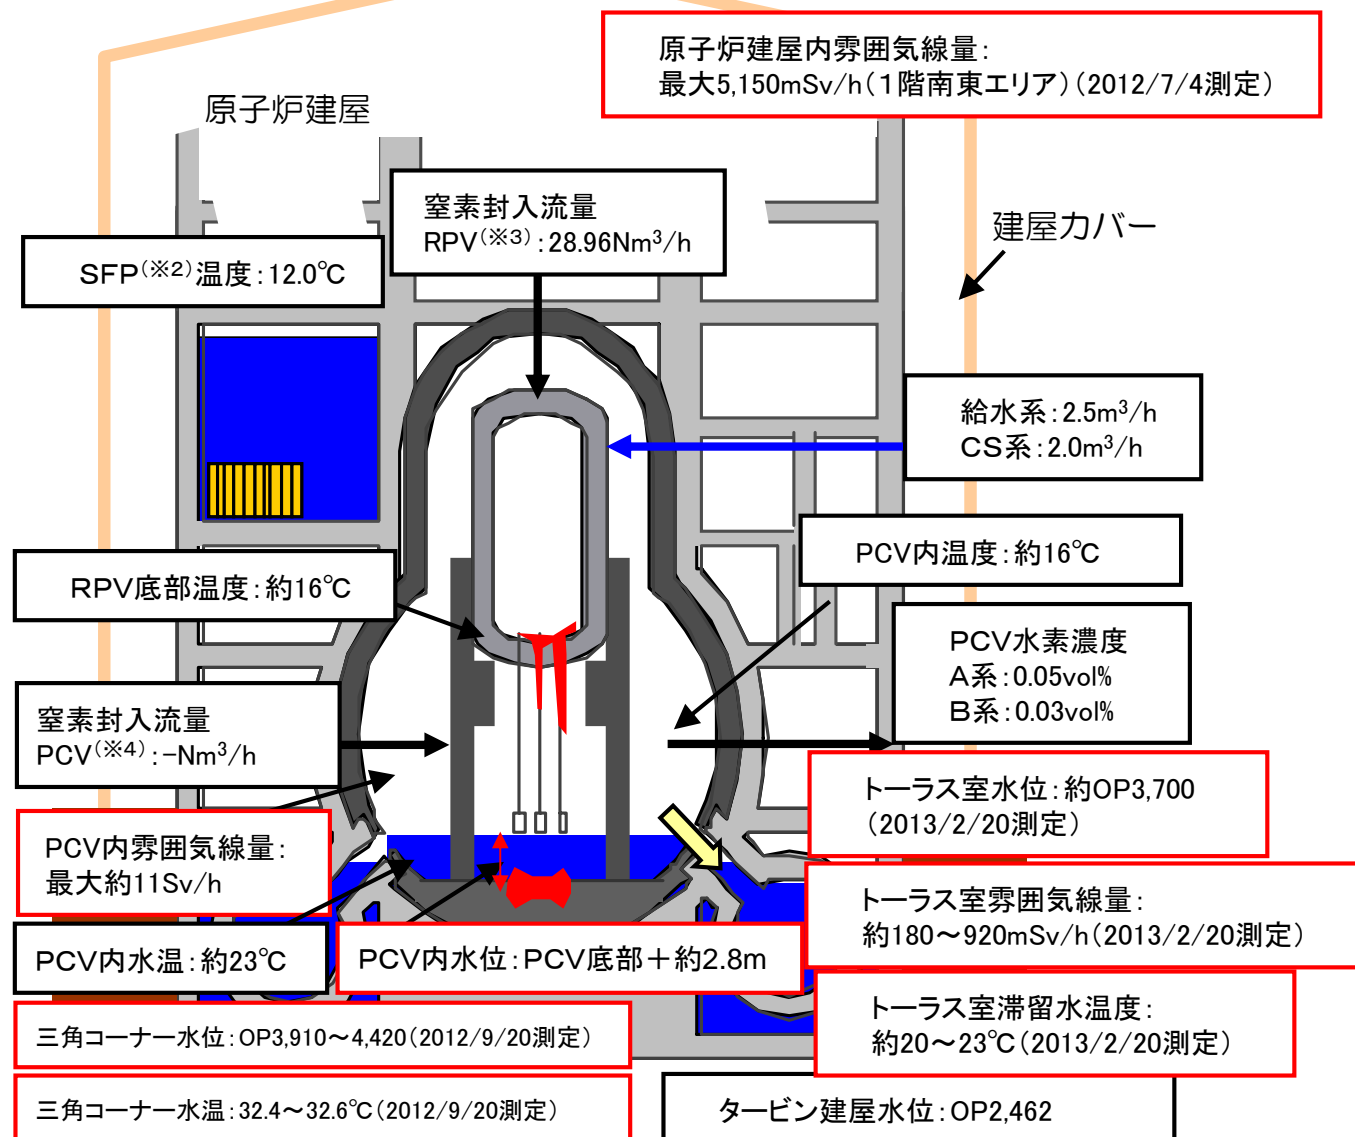 原子炉建屋内雰囲気線量：
最大5,150mSv/h（１階南東エリア）（2012/7/4測定）
原子炉建屋
窒素封入流量
RPV(※3)：28.96Nm3/h
建屋カバー
SFP(※2)温度：12.0℃
給水系：2.5m3/h
CS系：2.0m3/h
PCV内温度：約16℃
RPV底部温度：約16℃
PCV水素濃度
A系：0.05vol%
B系：0.03vol%
窒素封入流量
PCV(※4)：-Nm3/h
トーラス室水位：約OP3,700
（2013/2/20測定）
PCV内雰囲気線量：
最大約11Sv/h
トーラス室雰囲気線量：
約180～920mSv/h（2013/2/20測定）
PCV内水温：約23℃
PCV内水位：PCV底部＋約2.8m
トーラス室滞留水温度：
約20～23℃（2013/2/20測定）
三角コーナー水位：OP3,910～4,420（2012/9/20測定）
三角コーナー水温：32.4～32.6℃（2012/9/20測定）
タービン建屋水位：OP2,462